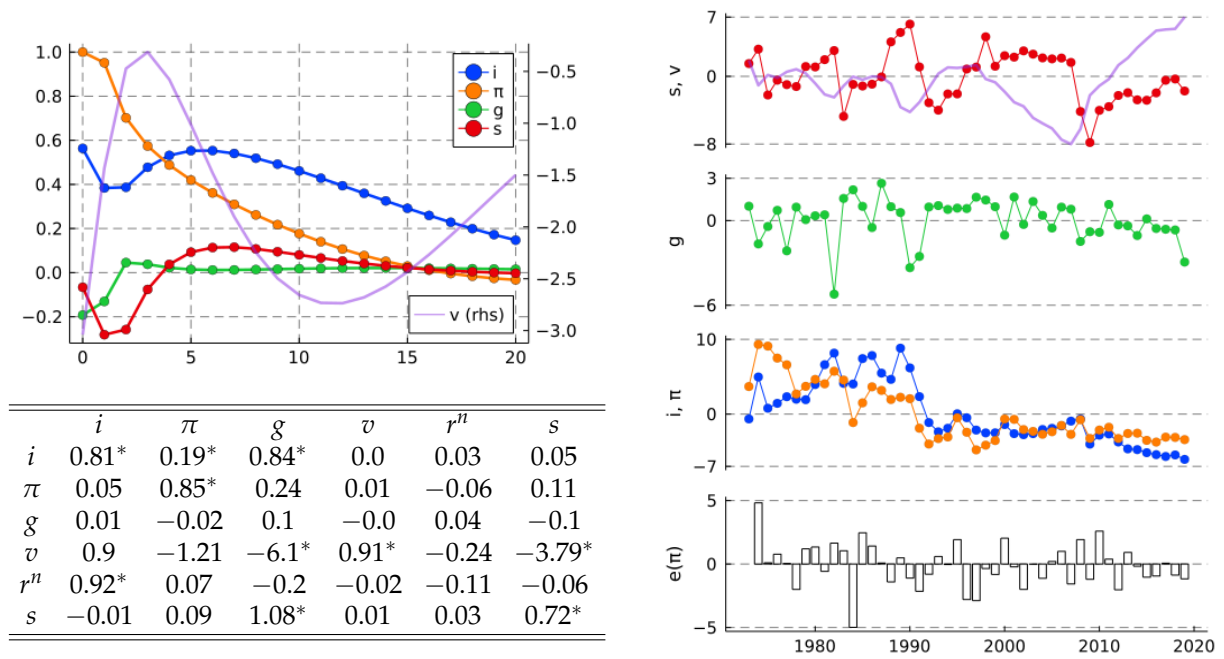 1.0
0.8
0.6
0.4
0.2
0.0
−0.2
−0.5
−1.0
−1.5
−2.0
−2.5
−3.0
i
π
g
s
v (rhs)
0 5 10 15 20
i π g v rⁿ s
i 0.81* 0.19* 0.84* 0.0 0.03 0.05
π 0.05 0.85* 0.24 0.01 −0.06 0.11
g 0.01 −0.02 0.1 −0.0 0.04 −0.1
v 0.9 −1.21 −6.1* 0.91* −0.24 −3.79*
rⁿ 0.92* 0.07 −0.2 −0.02 −0.11 −0.06
s −0.01 0.09 1.08* 0.01 0.03 0.72*
s, v
7
0
−8
g
3
0
−6
i, π
10
0
−7
e(π)
5
0
−5
1980 1990 2000 2010 2020